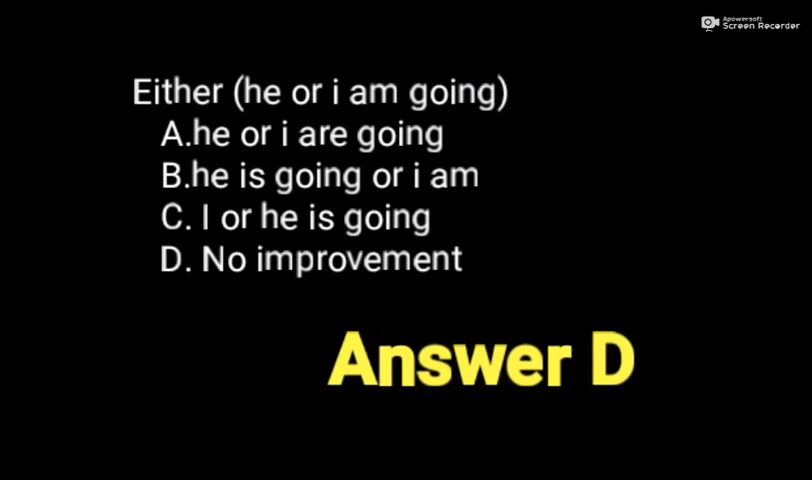 Apowersoft
Screen Recorder
Either (he or i am going)
A.he or i are going
B.he is going or i am
C. I or he is going
D. No improvement
Answer D